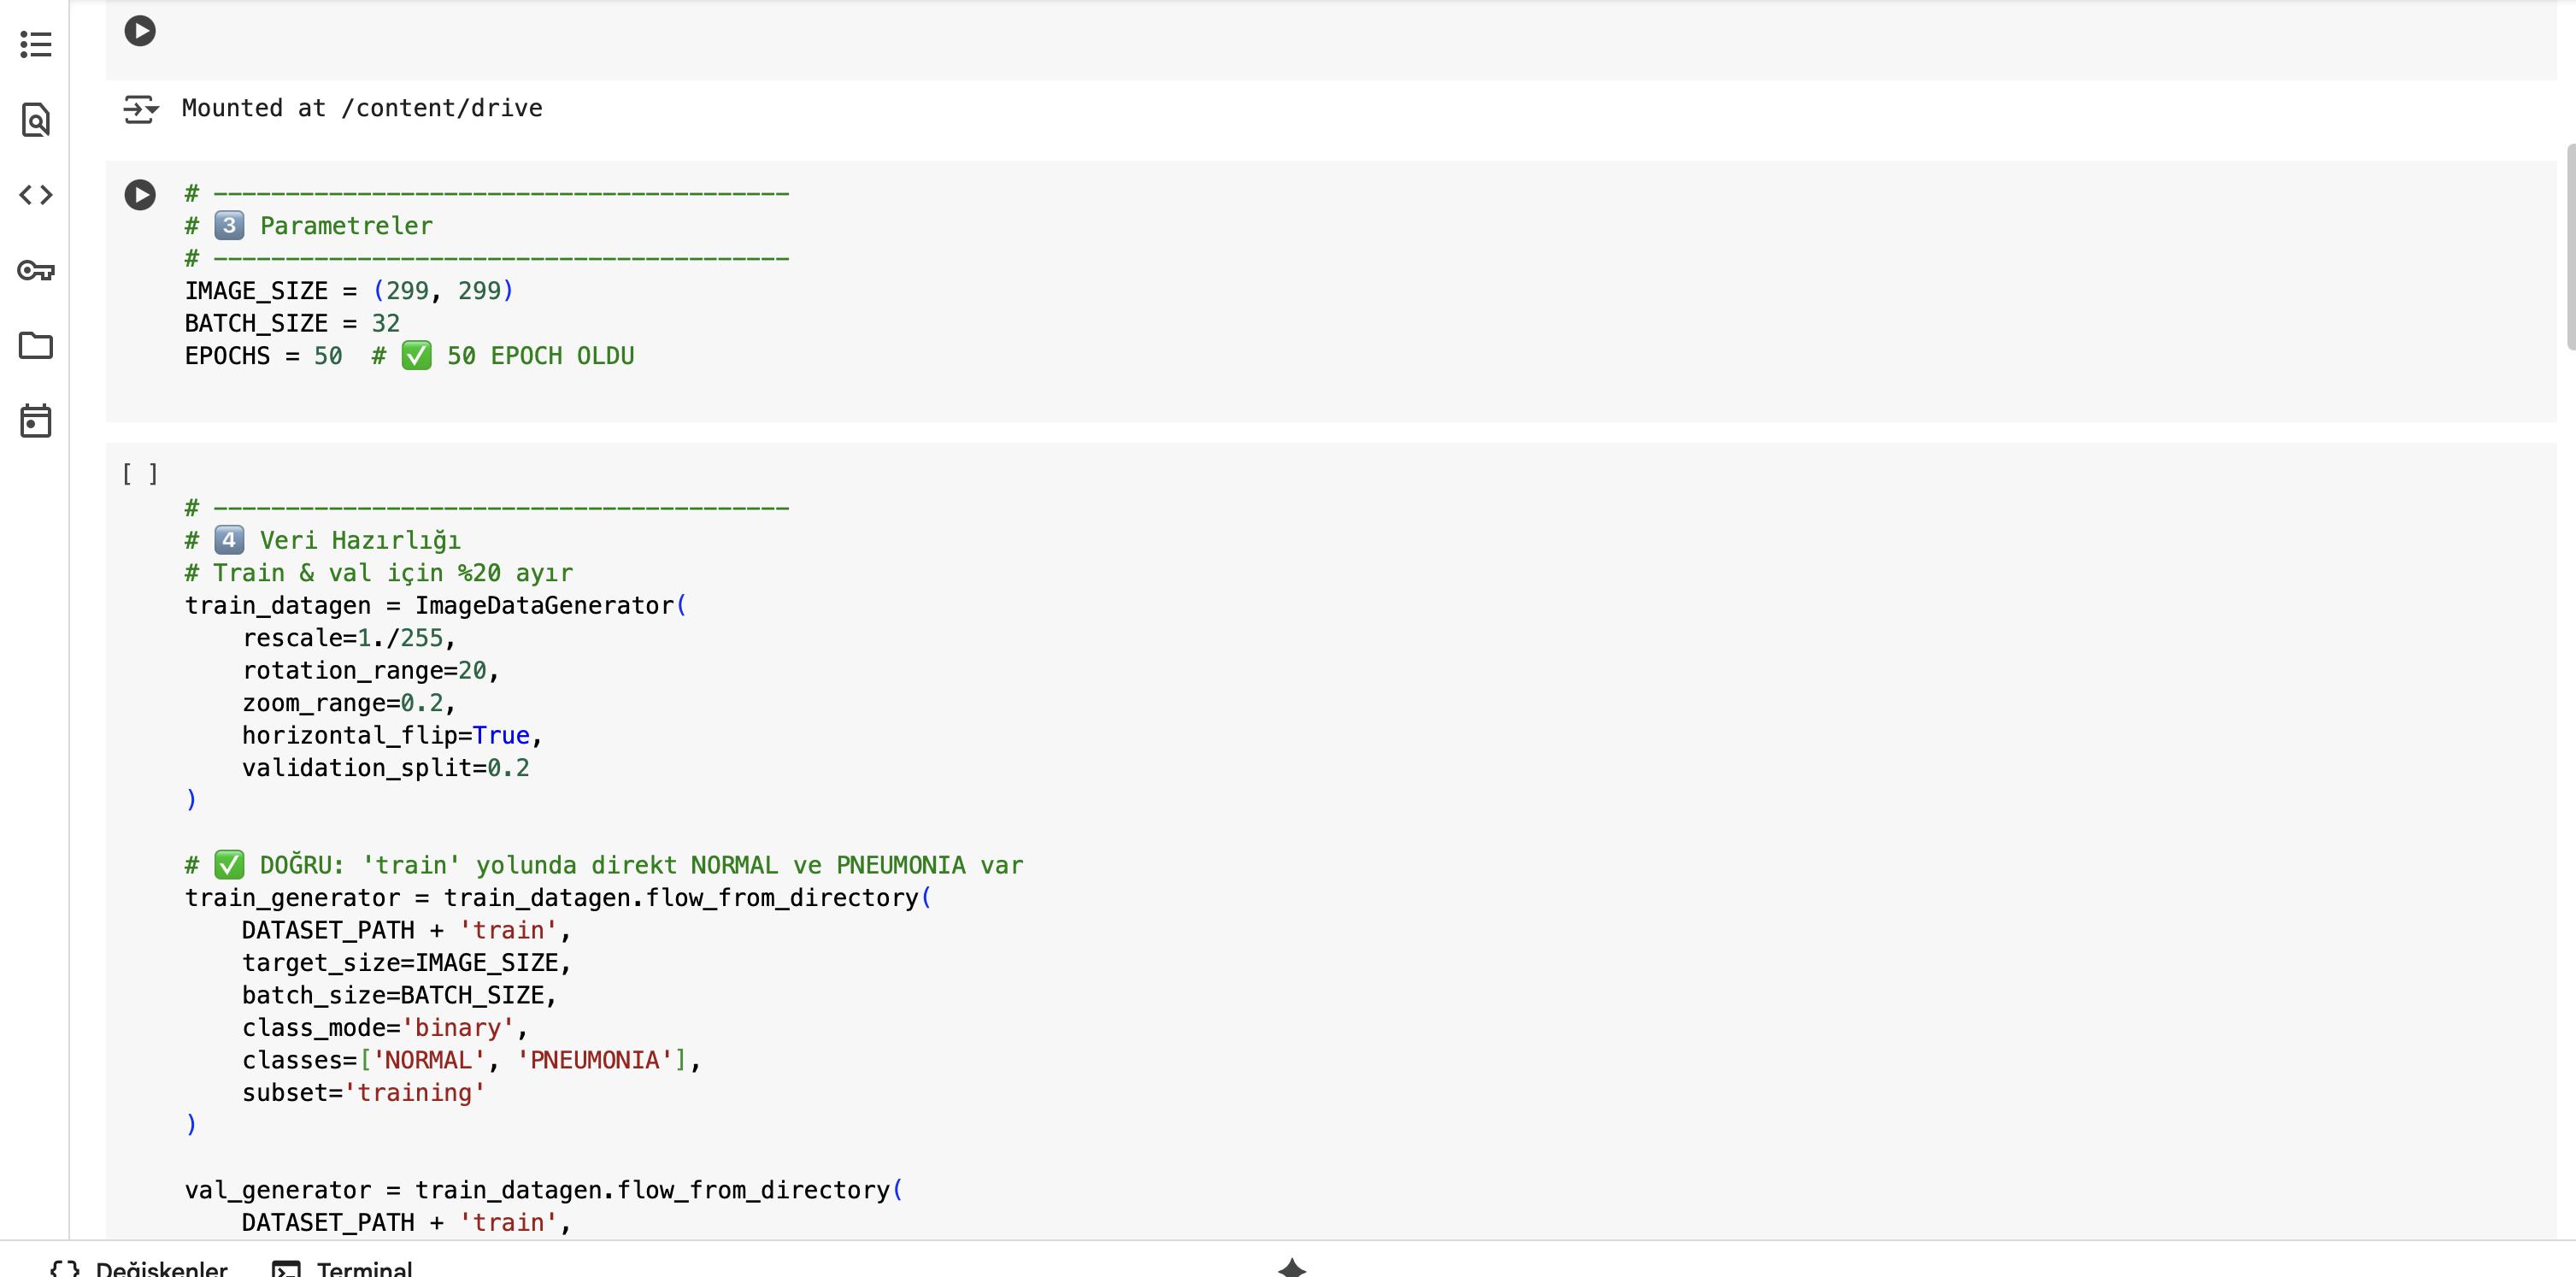 Mounted at /content/drive
# ----------------------------------------
# 3️⃣ Parametreler
# ----------------------------------------
IMAGE_SIZE = (299, 299)
BATCH_SIZE = 32
EPOCHS = 50  # ✅ 50 EPOCH OLDU
[ ]
# ----------------------------------------
# 4️⃣ Veri Hazırlığı
# Train & val için %20 ayır
train_datagen = ImageDataGenerator(
    rescale=1./255,
    rotation_range=20,
    zoom_range=0.2,
    horizontal_flip=True,
    validation_split=0.2
)
# ✅ DOĞRU: 'train' yolunda direkt NORMAL ve PNEUMONIA var
train_generator = train_datagen.flow_from_directory(
    DATASET_PATH + 'train',
    target_size=IMAGE_SIZE,
    batch_size=BATCH_SIZE,
    class_mode='binary',
    classes=['NORMAL', 'PNEUMONIA'],
    subset='training'
)
val_generator = train_datagen.flow_from_directory(
    DATASET_PATH + 'train',
{ } Değişkenler Terminal